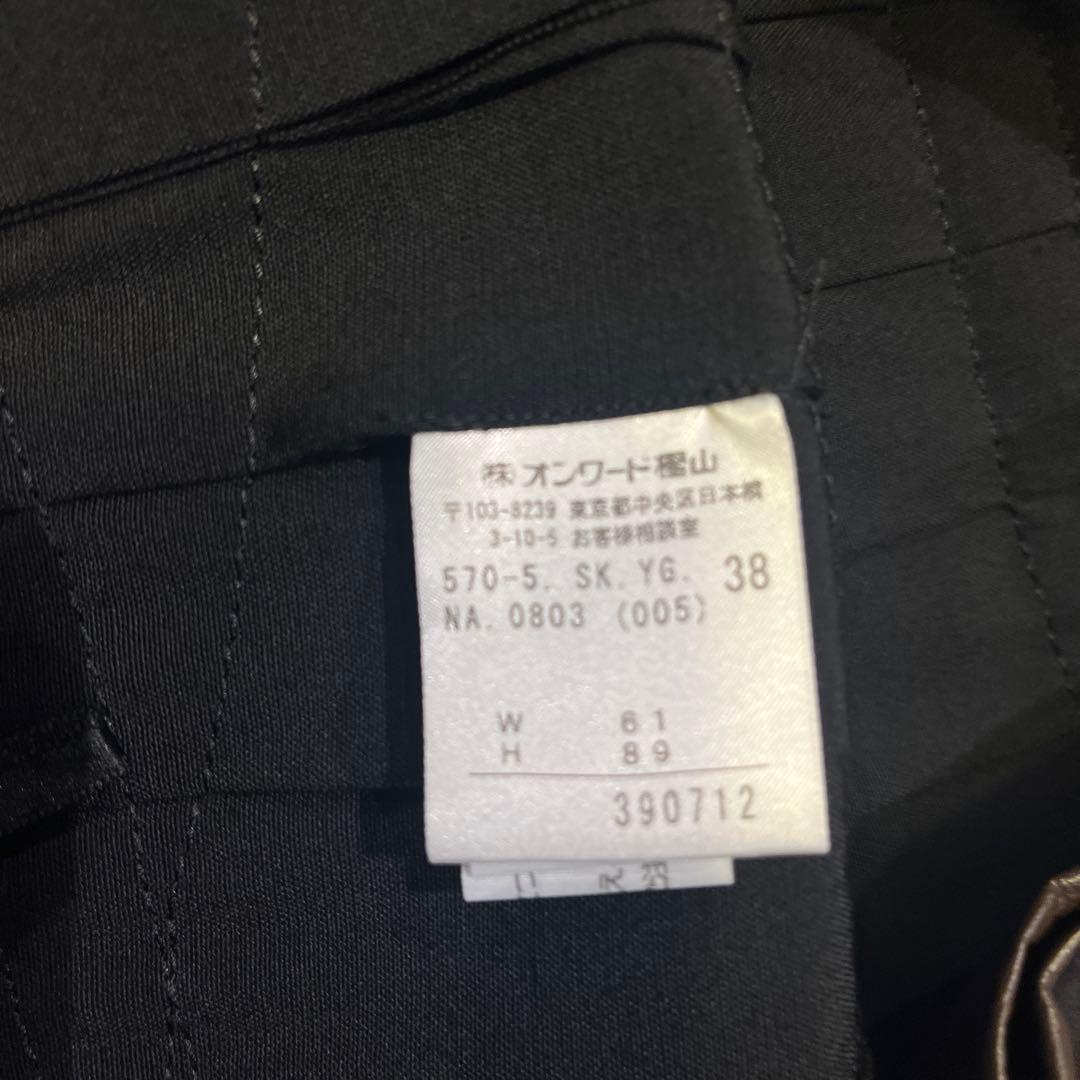 ㈱オンワード樫山
〒103-8239 東京都中央区日本橋
3-10-5 お客様相談室
570-5. SK. YG. 38
NA. 0803 (005)
W 61
H 89
390712